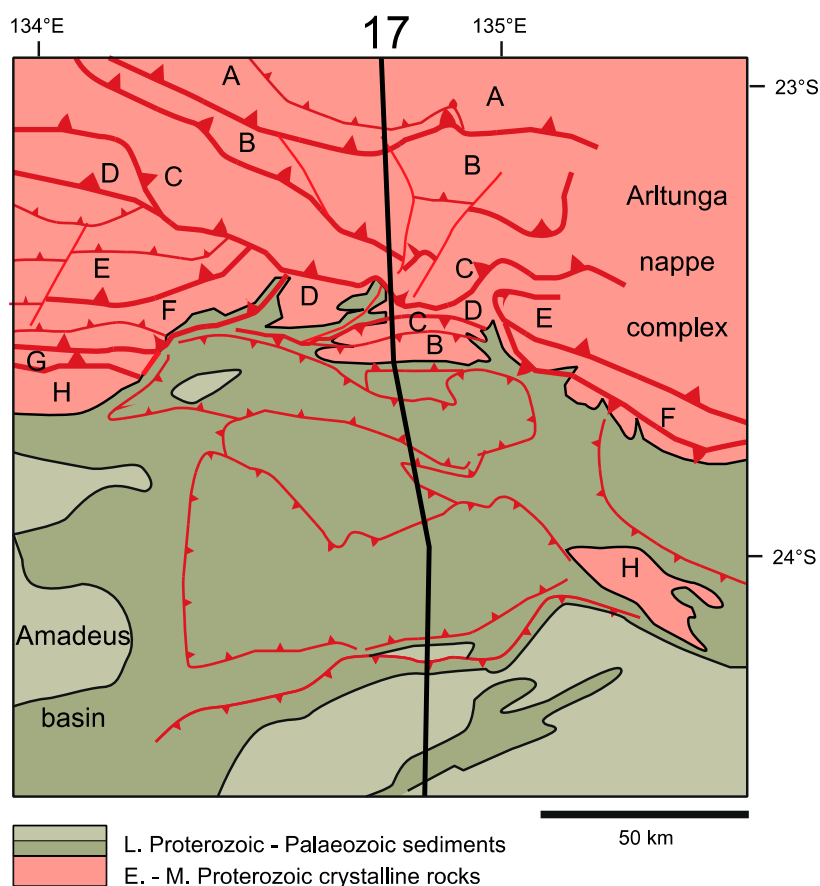 134°E
17
135°E
23°S
A
A
B
B
D
C
Arltunga
nappe
complex
E
C
D
F
D
E
C
B
G
H
F
24°S
H
Amadeus
basin
50 km
L. Proterozoic - Palaeozoic sediments
E. - M. Proterozoic crystalline rocks